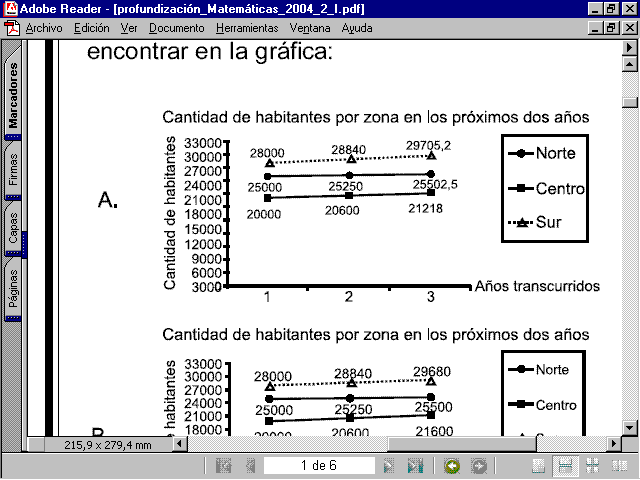 Adobe Reader - [profundización_Matemáticas_2004_2_I.pdf]
Archivo Edición Ver Documento Herramientas Ventana Ayuda
Marcadores
Firmas
Capas
Páginas
encontrar en la gráfica:
A.
Cantidad de habitantes por zona en los próximos dos años
Cantidad de habitantes
33000
30000
27000
24000
21000
18000
15000
12000
9000
6000
3000
28000 28840 29705,2
25000 25250 25502,5
20000 20600 21218
1 2 3
Años transcurridos
Norte
Centro
Sur
Cantidad de habitantes por zona en los próximos dos años
habitantes
33000
30000
27000
24000
21000
18000
28000 28840 29680
25000 25250 25500
20600 21600
Norte
Centro
215,9 x 279,4 mm
1 de 6